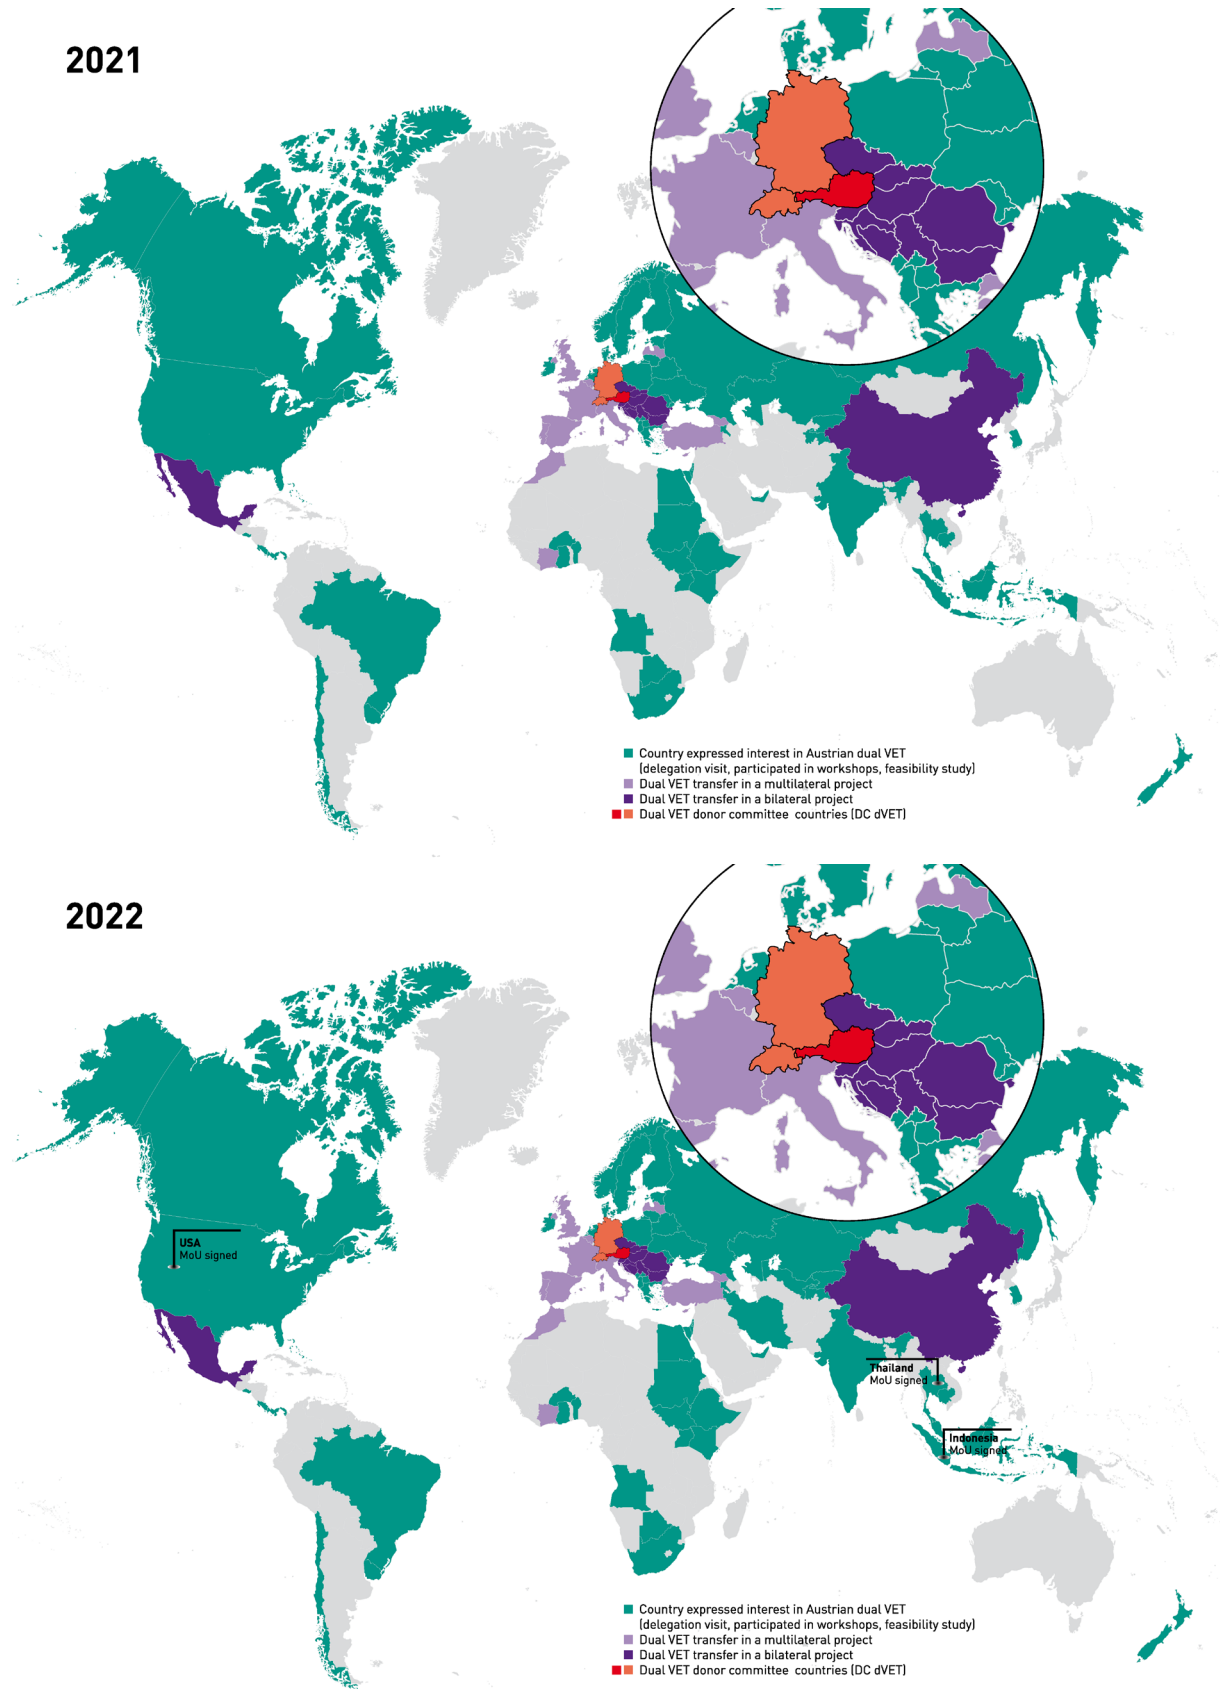 2021
Country expressed interest in Austrian dual VET
(delegation visit, participated in workshops, feasibility study)
Dual VET transfer in a multilateral project
Dual VET transfer in a bilateral project
Dual VET donor committee countries (DC dVET)
2022
USA
MoU signed
Thailand
MoU signed
Indonesia
MoU signed
Country expressed interest in Austrian dual VET
(delegation visit, participated in workshops, feasibility study)
Dual VET transfer in a multilateral project
Dual VET transfer in a bilateral project
Dual VET donor committee countries (DC dVET)